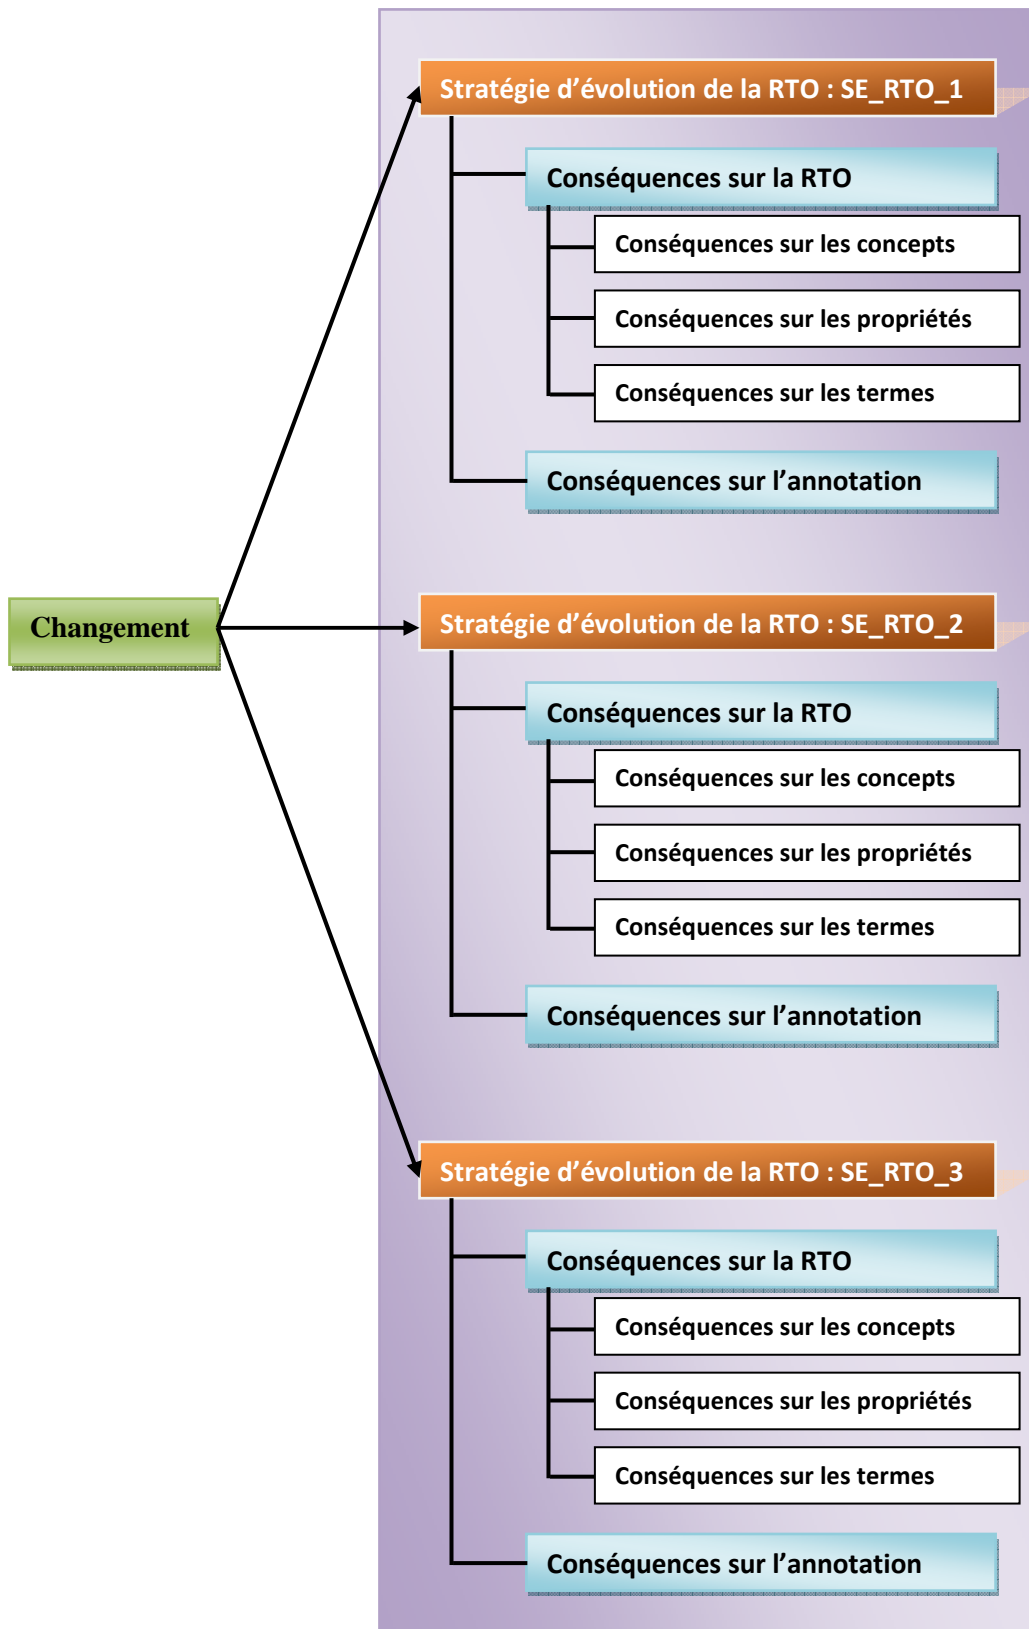 Stratégie d’évolution de la RTO : SE_RTO_1
Conséquences sur la RTO
Conséquences sur les concepts
Conséquences sur les propriétés
Conséquences sur les termes
Conséquences sur l’annotation
Changement
Stratégie d’évolution de la RTO : SE_RTO_2
Conséquences sur la RTO
Conséquences sur les concepts
Conséquences sur les propriétés
Conséquences sur les termes
Conséquences sur l’annotation
Stratégie d’évolution de la RTO : SE_RTO_3
Conséquences sur la RTO
Conséquences sur les concepts
Conséquences sur les propriétés
Conséquences sur les termes
Conséquences sur l’annotation